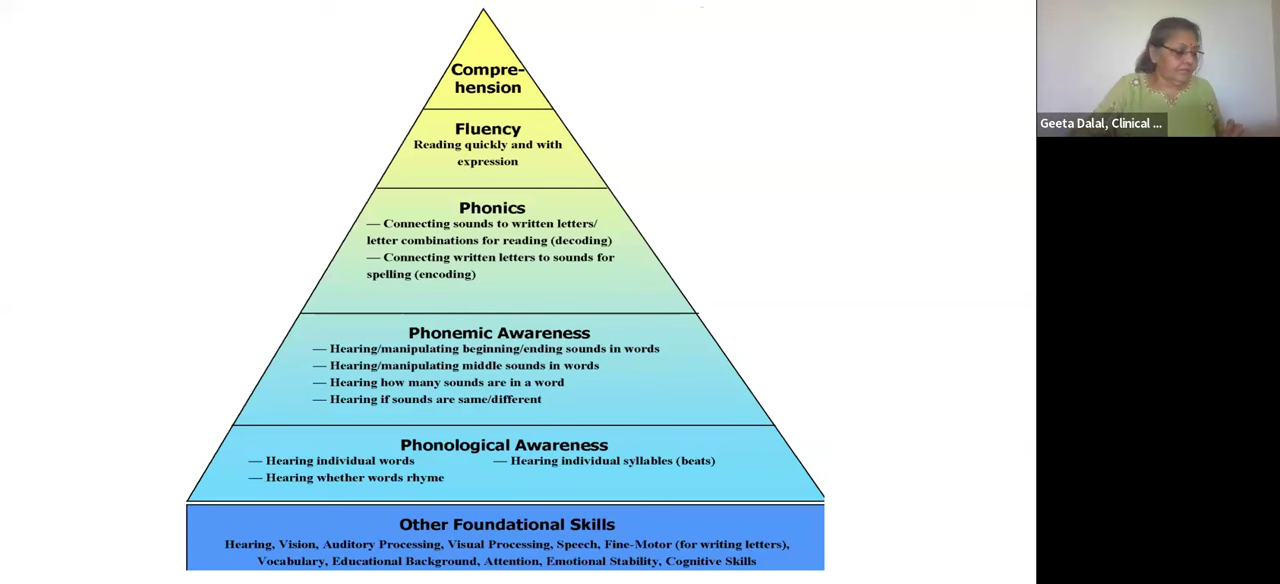 Compre-
hension
Fluency
Reading quickly and with
expression
Phonics
— Connecting sounds to written letters/
letter combinations for reading (decoding)
— Connecting written letters to sounds for
spelling (encoding)
Phonemic Awareness
— Hearing/manipulating beginning/ending sounds in words
— Hearing/manipulating middle sounds in words
— Hearing how many sounds are in a word
— Hearing if sounds are same/different
Phonological Awareness
— Hearing individual words — Hearing individual syllables (beats)
— Hearing whether words rhyme
Other Foundational Skills
Hearing, Vision, Auditory Processing, Visual Processing, Speech, Fine-Motor (for writing letters),
Vocabulary, Educational Background, Attention, Emotional Stability, Cognitive Skills
Geeta Dalal, Clinical ...